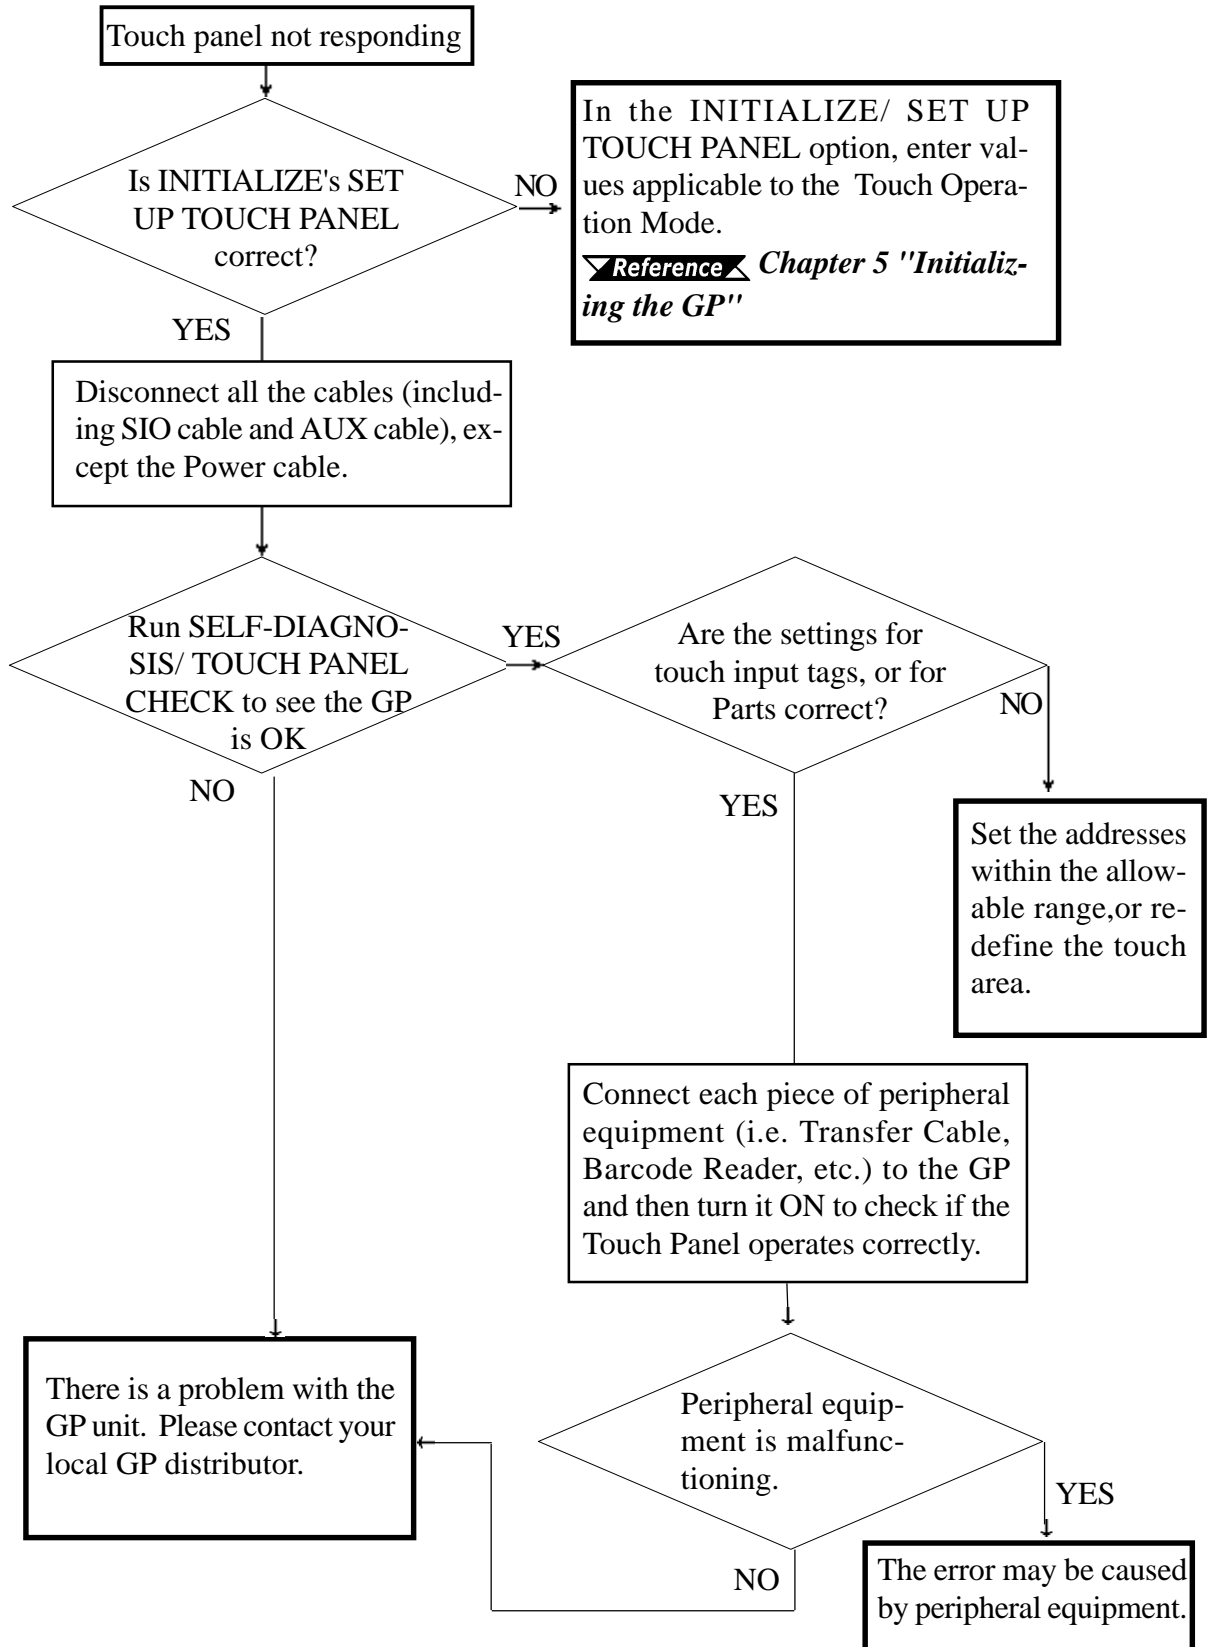 Touch panel not responding
In the INITIALIZE/ SET UP
TOUCH PANEL option, enter val-
ues applicable to the Touch Opera-
tion Mode.
Reference Chapter 5 "Initializ-
ing the GP"
Is INITIALIZE's SET
UP TOUCH PANEL
correct?
NO
YES
Disconnect all the cables (includ-
ing SIO cable and AUX cable), ex-
cept the Power cable.
Run SELF-DIAGNO-
SIS/ TOUCH PANEL
CHECK to see the GP
is OK
YES
NO
Are the settings for
touch input tags, or for
Parts correct?
NO
YES
Set the addresses
within the allow-
able range,or re-
define the touch
area.
Connect each piece of peripheral
equipment (i.e. Transfer Cable,
Barcode Reader, etc.) to the GP
and then turn it ON to check if the
Touch Panel operates correctly.
There is a problem with the
GP unit. Please contact your
local GP distributor.
Peripheral equip-
ment is malfunc-
tioning.
YES
NO
The error may be caused
by peripheral equipment.